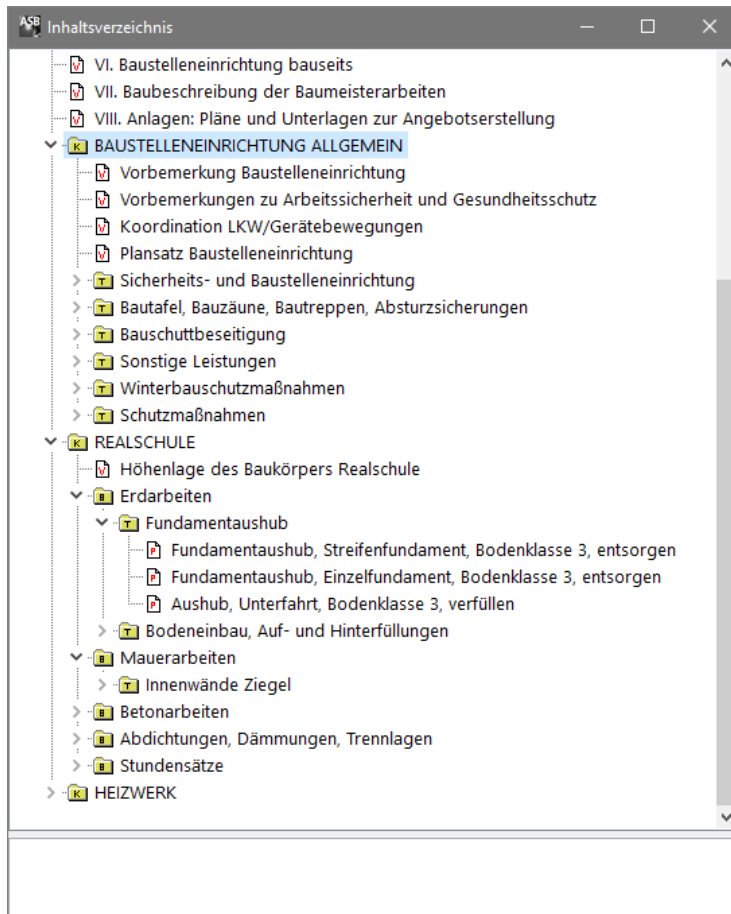 ASB Inhaltsverzeichnis
V VI. Baustelleneinrichtung bauseits
V VII. Baubeschreibung der Baumeisterarbeiten
V VIII. Anlagen: Pläne und Unterlagen zur Angebotserstellung
K BAUSTELLENEINRICHTUNG ALLGEMEIN
V Vorbemerkung Baustelleneinrichtung
V Vorbemerkungen zu Arbeitssicherheit und Gesundheitsschutz
V Koordination LKW/Gerätebewegungen
V Plansatz Baustelleneinrichtung
T Sicherheits- und Baustelleneinrichtung
T Bautafel, Bauzäune, Bautreppen, Absturzsicherungen
T Bauschuttbeseitigung
T Sonstige Leistungen
T Winterbauschutzmaßnahmen
T Schutzmaßnahmen
K REALSCHULE
V Höhenlage des Baukörpers Realschule
B Erdarbeiten
T Fundamentaushub
P Fundamentaushub, Streifenfundament, Bodenklasse 3, entsorgen
P Fundamentaushub, Einzelfundament, Bodenklasse 3, entsorgen
P Aushub, Unterfahrt, Bodenklasse 3, verfüllen
T Bodeneinbau, Auf- und Hinterfüllungen
B Mauerarbeiten
T Innenwände Ziegel
B Betonarbeiten
B Abdichtungen, Dämmungen, Trennlagen
B Stundensätze
K HEIZWERK